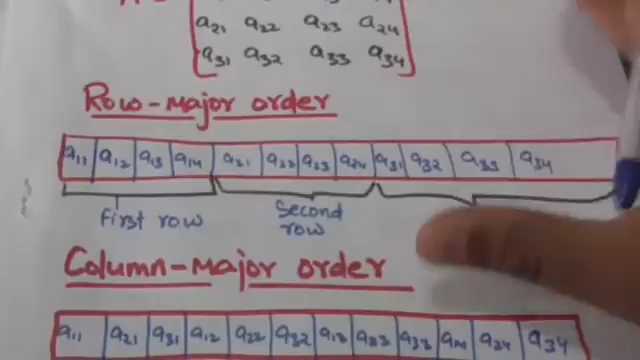 a21 a22 a23 a24
a31 a32 a33 a34
Row-Major order
a11 a12 a13 a14 a21 a22 a23 a24 a31 a32 a33 a34
First row Second row
Column-Major order
a11 a21 a31 a12 a22 a32 a13 a23 a33 a24 a34